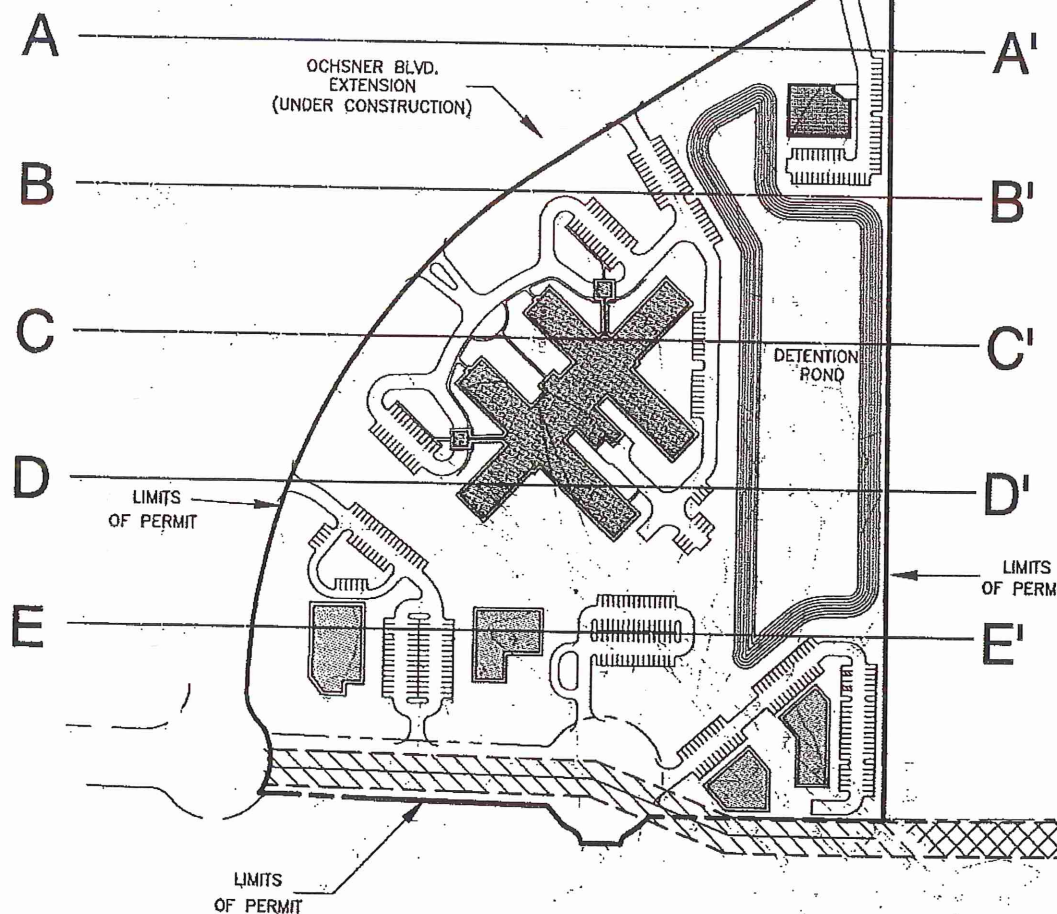 A
A'
OCHSNER BLVD.
EXTENSION
(UNDER CONSTRUCTION)
B
B'
C
C'
DETENTION
POND
D
D'
LIMITS
OF PERMIT
LIMITS
OF PERM
E
E'
LIMITS
OF PERMIT